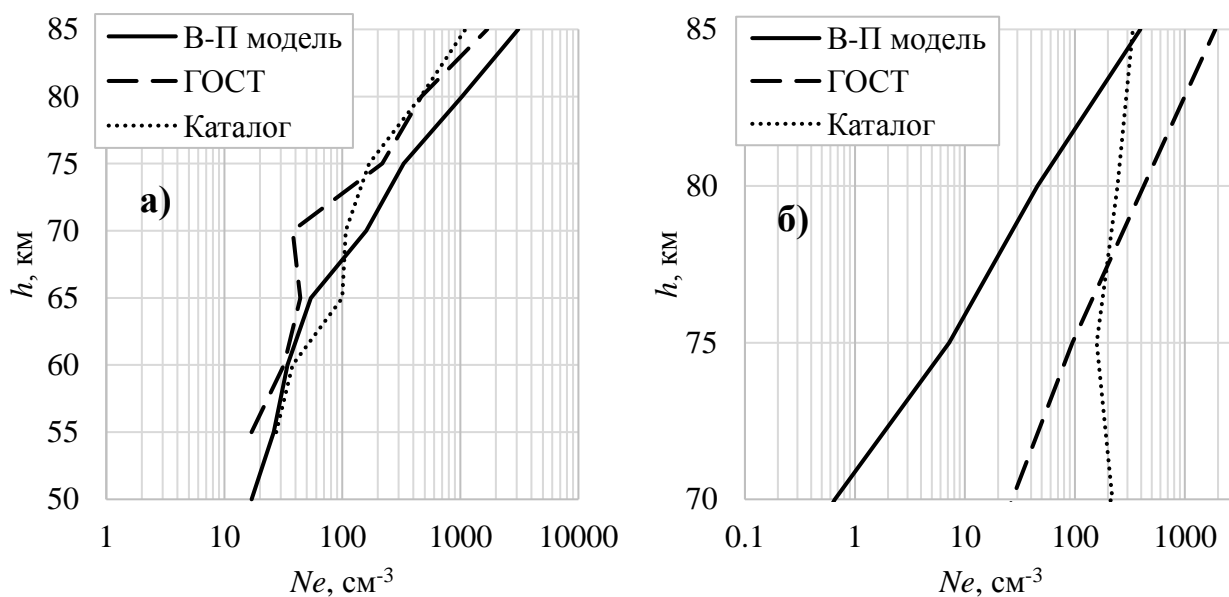 85
80
75
70
65
60
55
50
h, км
В-П модель
ГОСТ
Каталог
а)
1
10
100
1000
10000
Ne, см-3
85
80
75
70
h, км
В-П модель
ГОСТ
Каталог
б)
0.1
1
10
100
1000
Ne, см-3